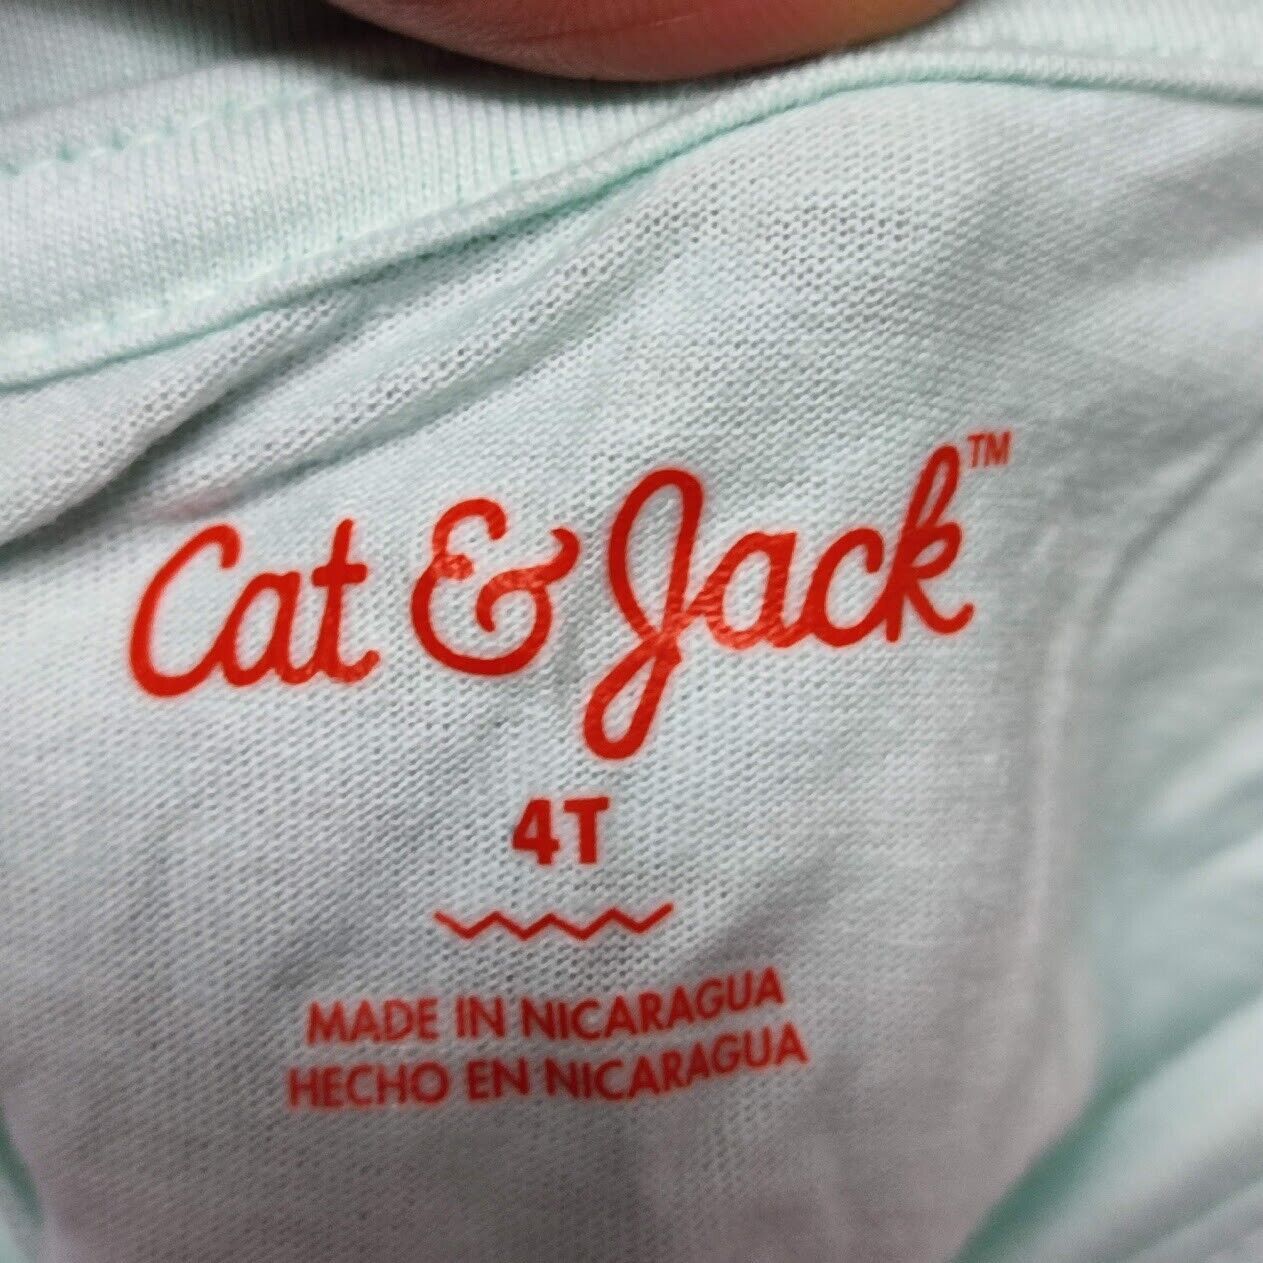 Cat & Jack™
4T
MADE IN NICARAGUA
HECHO EN NICARAGUA